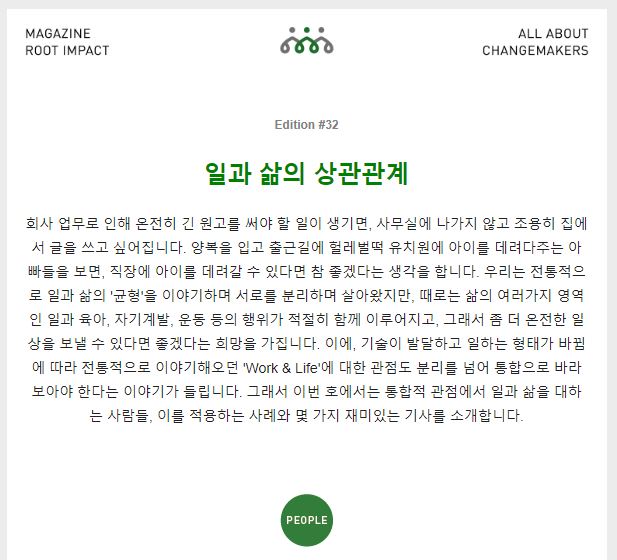 MAGAZINE
ROOT IMPACT
ALL ABOUT
CHANGEMAKERS
Edition #32
일과 삶의 상관관계
회사 업무로 인해 온전히 긴 원고를 써야 할 일이 생기면, 사무실에 나가지 않고 조용히 집에
서 글을 쓰고 싶어집니다. 양복을 입고 출근길에 헐레벌떡 유치원에 아이를 데려다주는 아
빠들을 보면, 직장에 아이를 데려갈 수 있다면 참 좋겠다는 생각을 합니다. 우리는 전통적으
로 일과 삶의 '균형'을 이야기하며 서로를 분리하며 살아왔지만, 때로는 삶의 여러가지 영역
인 일과 육아, 자기계발, 운동 등의 행위가 적절히 함께 이루어지고, 그래서 좀 더 온전한 일
상을 보낼 수 있다면 좋겠다는 희망을 가집니다. 이에, 기술이 발달하고 일하는 형태가 바뀜
에 따라 전통적으로 이야기해오던 'Work & Life'에 대한 관점도 분리를 넘어 통합으로 바라
보아야 한다는 이야기가 들립니다. 그래서 이번 호에서는 통합적 관점에서 일과 삶을 대하
는 사람들, 이를 적용하는 사례와 몇 가지 재미있는 기사를 소개합니다.
PEOPLE